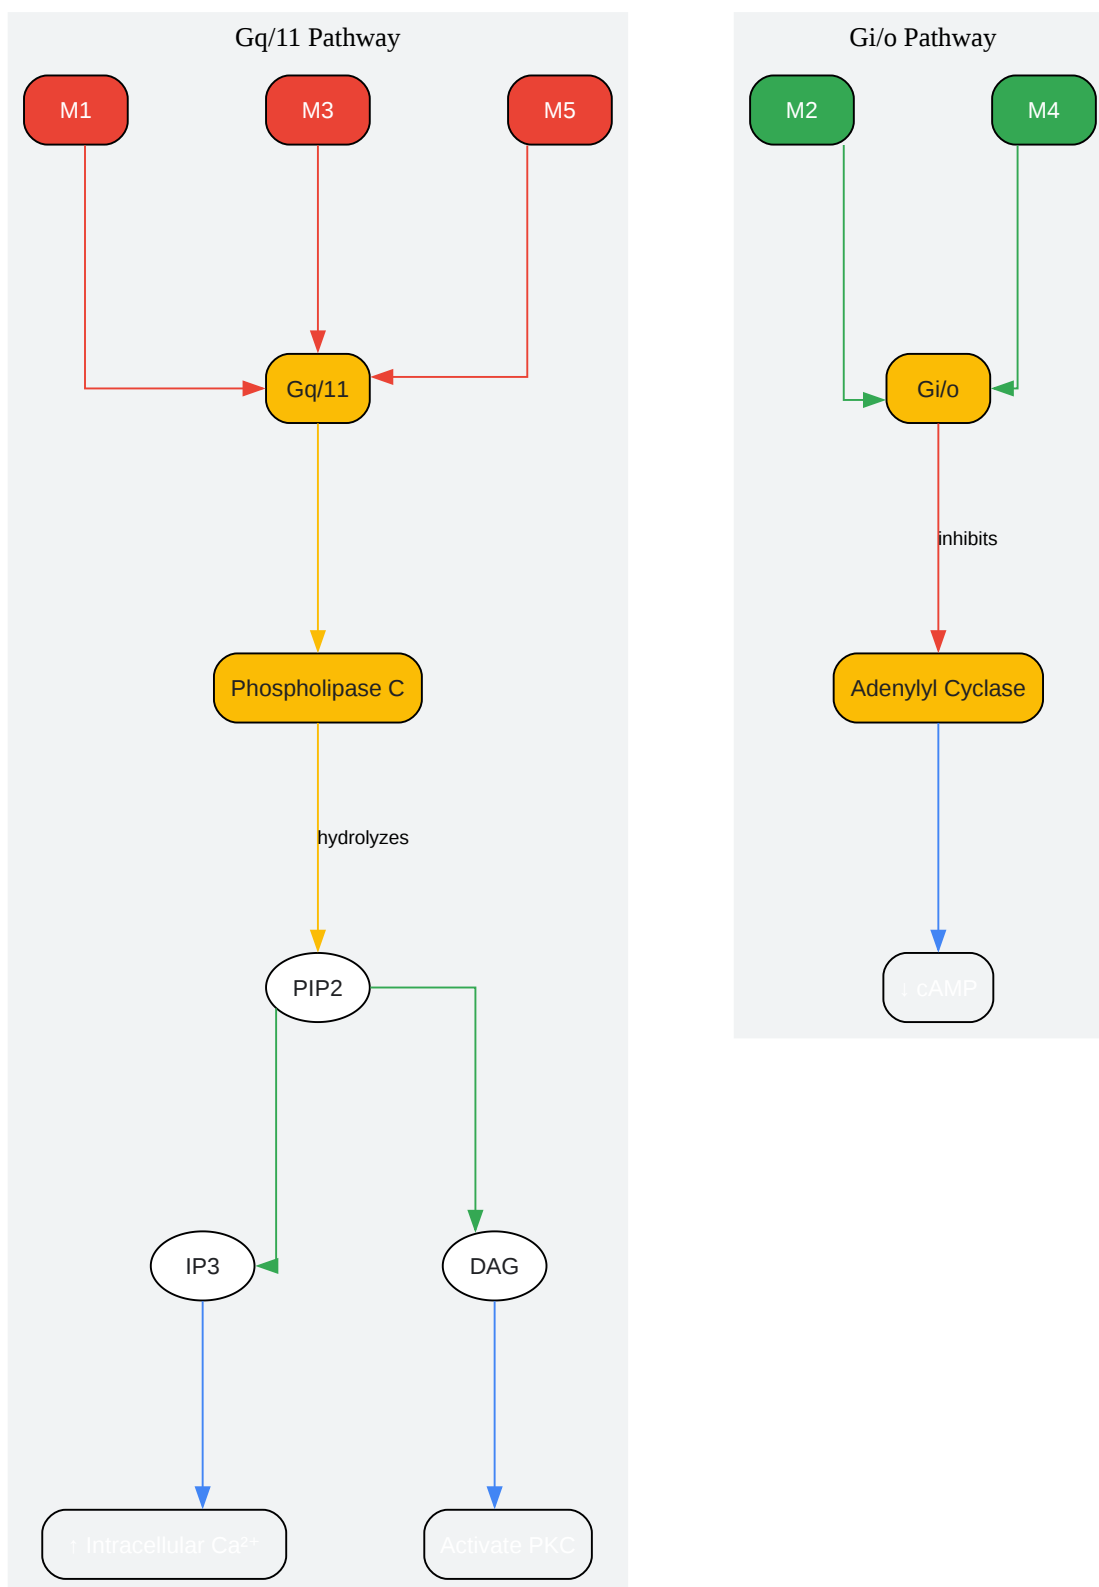 Gq/11 Pathway
M1
M3
M5
Gq/11
Phospholipase C
hydrolyzes
PIP2
IP3
DAG
↑ Intracellular Ca²⁺
Activate PKC
Gi/o Pathway
M2
M4
Gi/o
inhibits
Adenylyl Cyclase
↓ cAMP